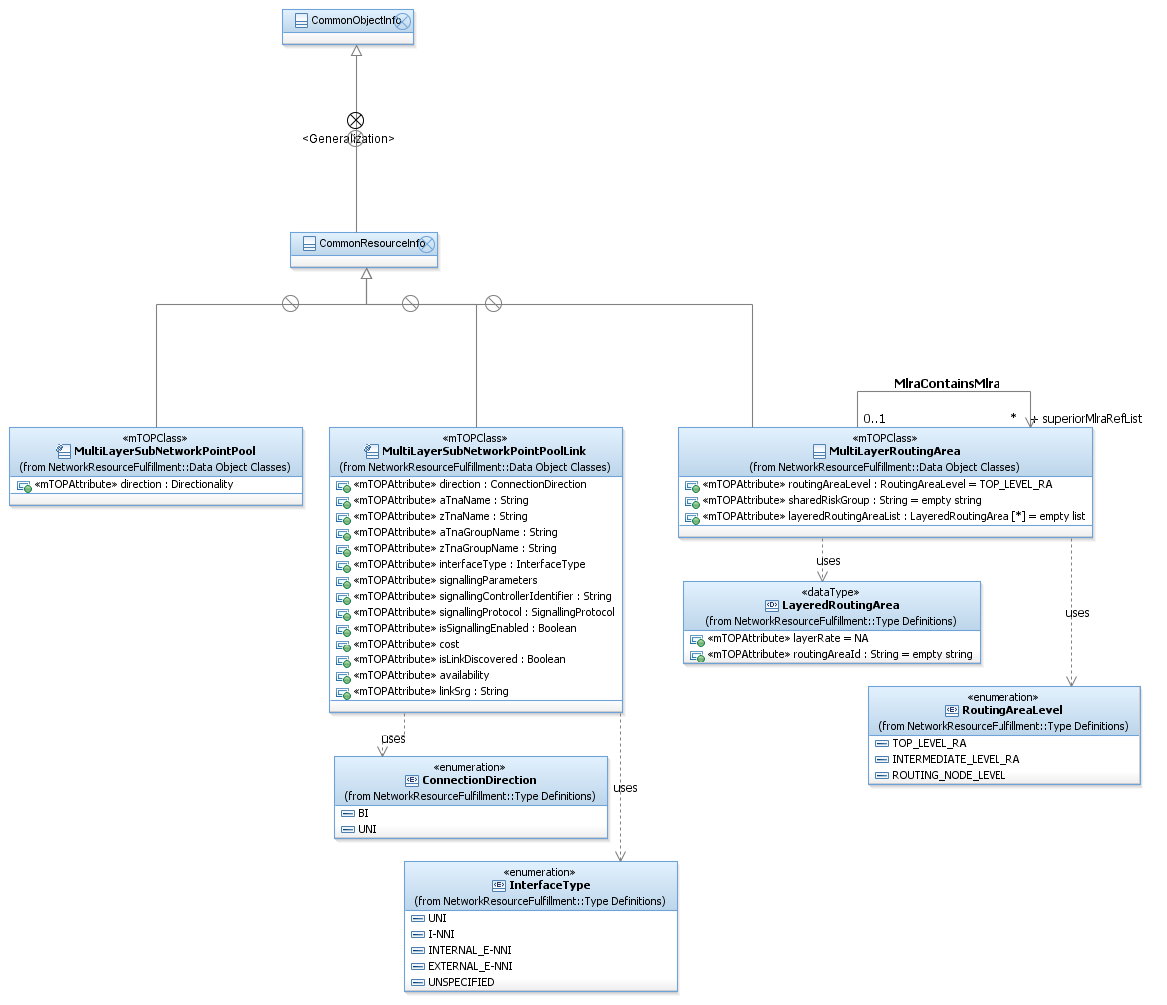 CommonObjectInfo
<Generalization>
CommonResourceInfo
MlraContainsMlra
0..1
*
+ superiorMlraRefList
«mTOPClass»
MultiLayerSubNetworkPointPool
(from NetworkResourceFulfillment::Data Object Classes)
«mTOPAttribute» direction : Directionality
«mTOPClass»
MultiLayerSubNetworkPointPoolLink
(from NetworkResourceFulfillment::Data Object Classes)
«mTOPAttribute» direction : ConnectionDirection
«mTOPAttribute» aTnaName : String
«mTOPAttribute» zTnaName : String
«mTOPAttribute» aTnaGroupName : String
«mTOPAttribute» zTnaGroupName : String
«mTOPAttribute» interfaceType : InterfaceType
«mTOPAttribute» signallingParameters
«mTOPAttribute» signallingControllerIdentifier : String
«mTOPAttribute» signallingProtocol : SignallingProtocol
«mTOPAttribute» isSignallingEnabled : Boolean
«mTOPAttribute» cost
«mTOPAttribute» isLinkDiscovered : Boolean
«mTOPAttribute» availability
«mTOPAttribute» linkSrg : String
«mTOPClass»
MultiLayerRoutingArea
(from NetworkResourceFulfillment::Data Object Classes)
«mTOPAttribute» routingAreaLevel : RoutingAreaLevel = TOP_LEVEL_RA
«mTOPAttribute» sharedRiskGroup : String = empty string
«mTOPAttribute» layeredRoutingAreaList : LayeredRoutingArea [*] = empty list
uses
«dataType»
LayeredRoutingArea
(from NetworkResourceFulfillment::Type Definitions)
«mTOPAttribute» layerRate = NA
«mTOPAttribute» routingAreaId : String = empty string
uses
«enumeration»
RoutingAreaLevel
(from NetworkResourceFulfillment::Type Definitions)
TOP_LEVEL_RA
INTERMEDIATE_LEVEL_RA
ROUTING_NODE_LEVEL
uses
«enumeration»
ConnectionDirection
(from NetworkResourceFulfillment::Type Definitions)
BI
UNI
uses
«enumeration»
InterfaceType
(from NetworkResourceFulfillment::Type Definitions)
UNI
I-NNI
INTERNAL_E-NNI
EXTERNAL_E-NNI
UNSPECIFIED